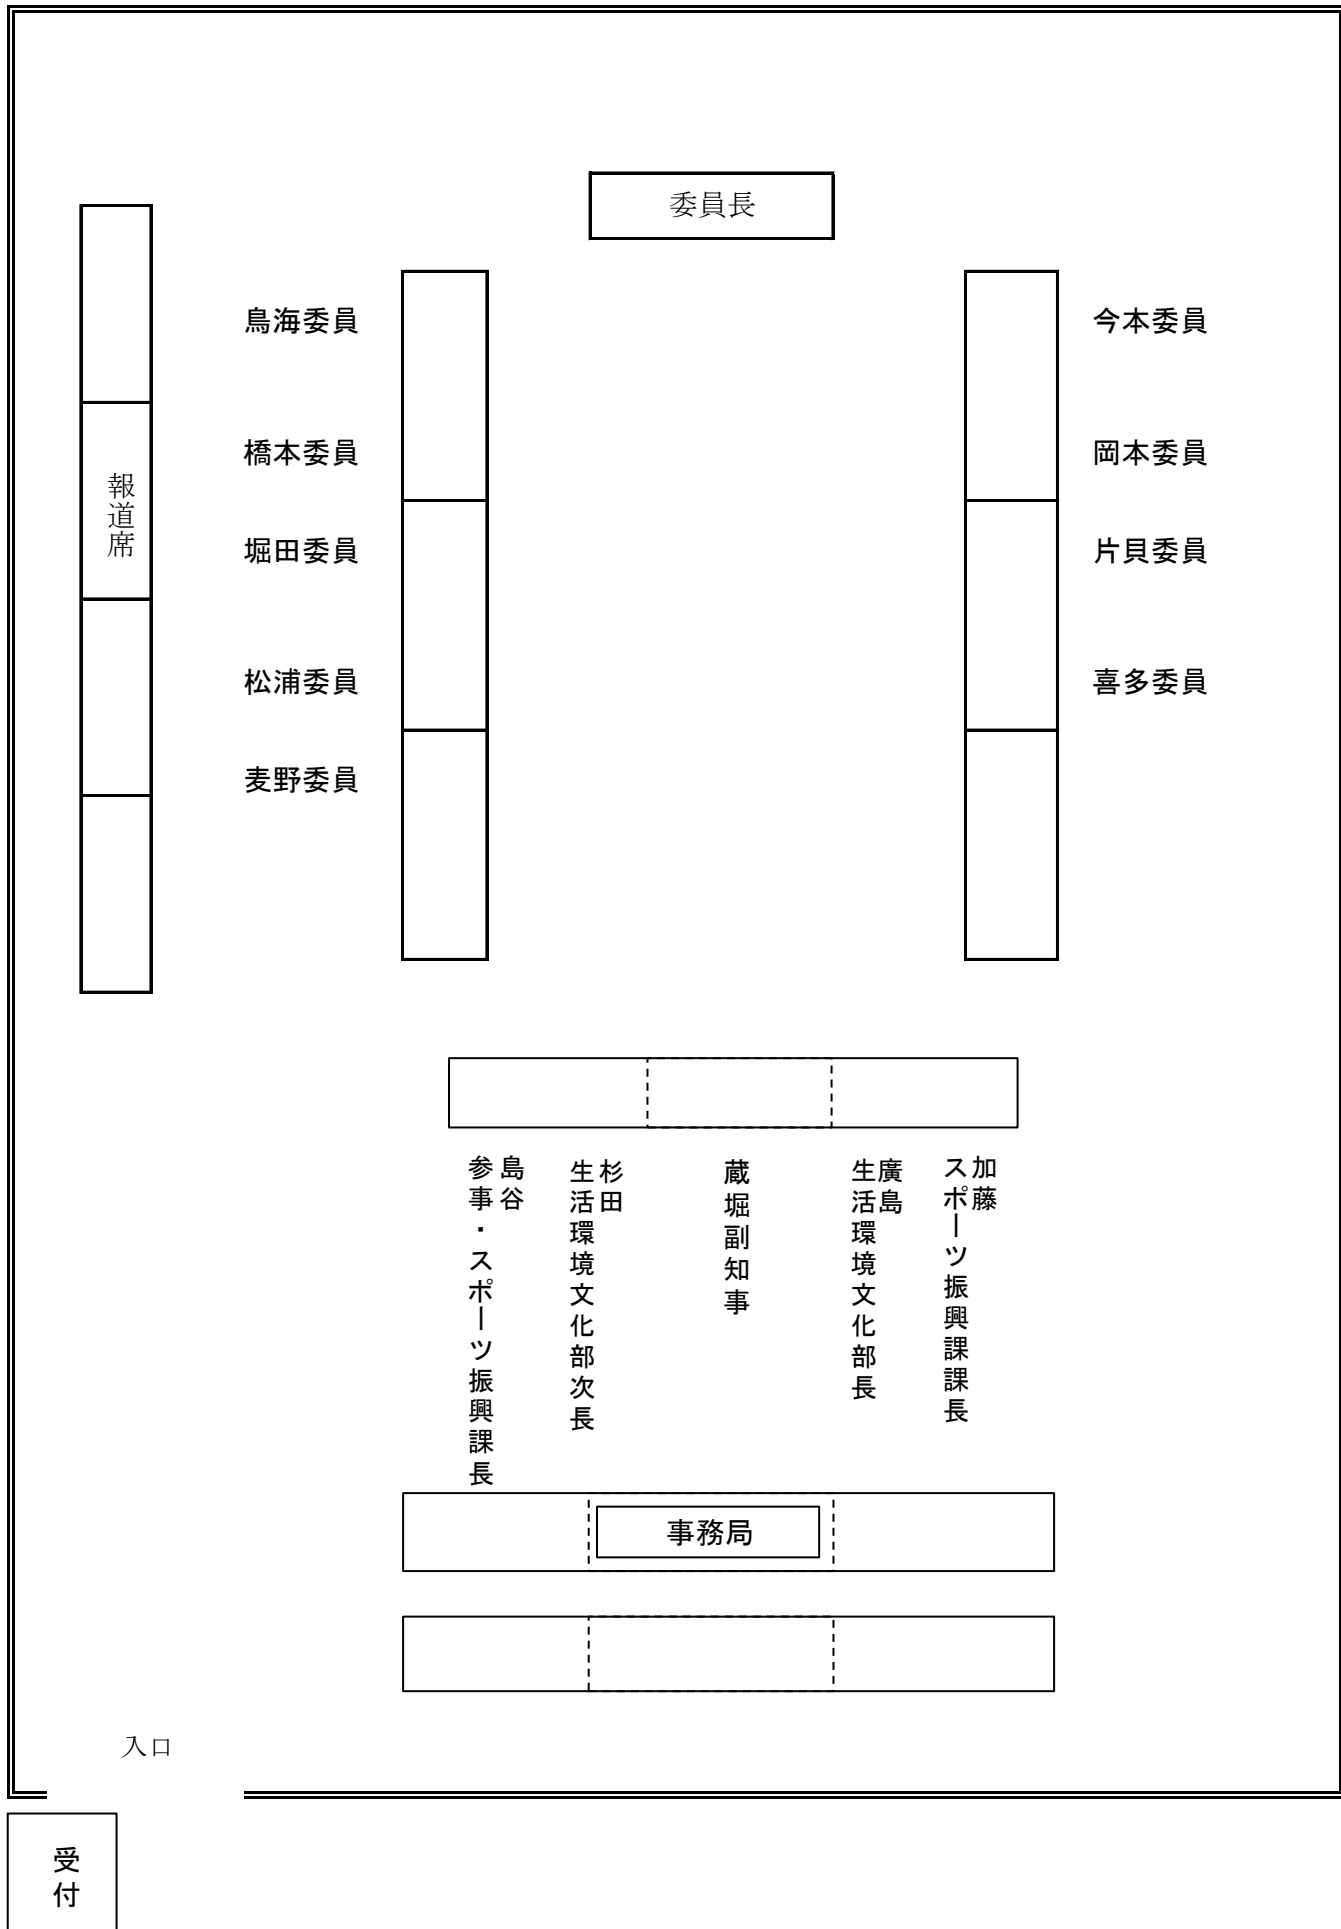 委員長
鳥海委員
今本委員
橋本委員
岡本委員
報道席
堀田委員
片貝委員
松浦委員
喜多委員
麦野委員
島谷
参事・スポーツ振興課長
杉田
生活環境文化部次長
蔵堀副知事
廣島
生活環境文化部長
加藤
スポーツ振興課課長
事務局
入口
受付